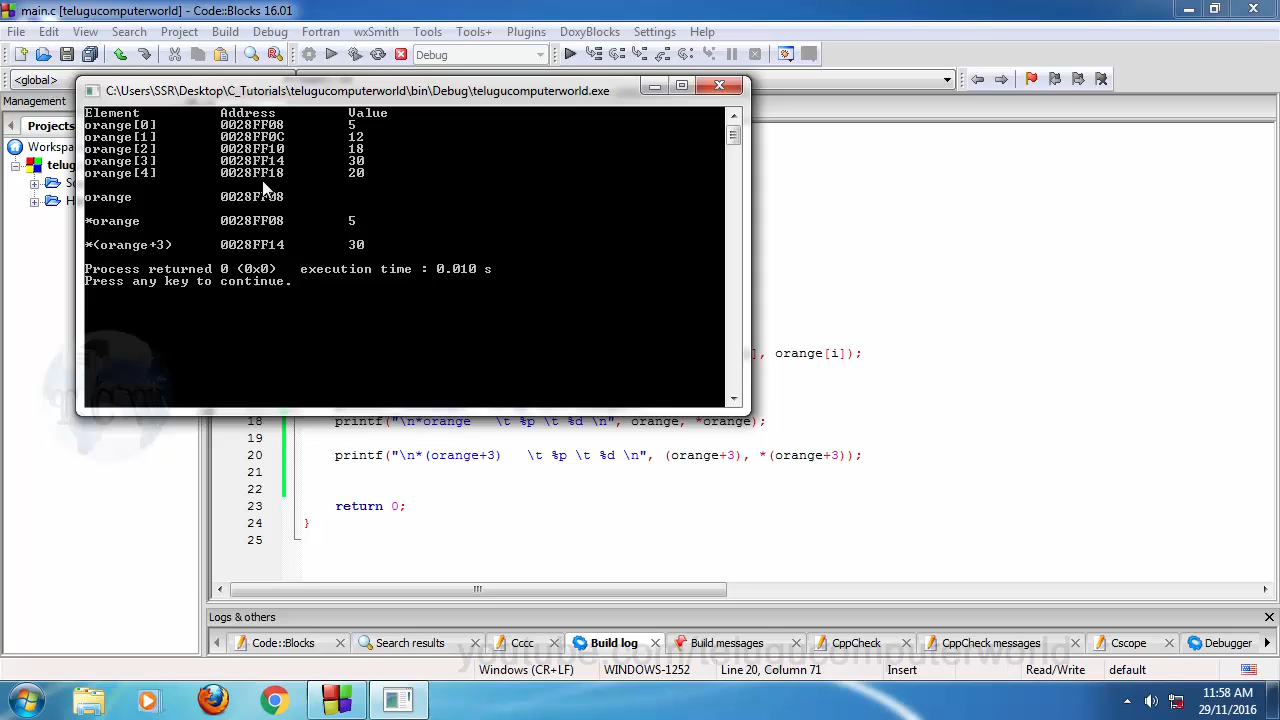 main.c [telugucomputerworld] - Code::Blocks 16.01
File Edit View Search Project Build Debug Fortran wxSmith Tools Tools+ Plugins DoxyBlocks Settings Help
Debug
<global>
C:\Users\SSR\Desktop\C_Tutorials\telugucomputerworld\bin\Debug\telugucomputerworld.exe
Management
Projects
Workspa
telug
Element Address Value
orange[0] 0028FF08 5
orange[1] 0028FF0C 12
orange[2] 0028FF10 18
orange[3] 0028FF14 30
orange[4] 0028FF18 20
orange 0028FF08
*orange 0028FF08 5
*(orange+3) 0028FF14 30
Process returned 0 (0x0) execution time : 0.010 s
Press any key to continue.
], orange[i]);
18 printf("\n*orange \t %p \t %d \n", orange, *orange);
19
20 printf("\n*(orange+3) \t %p \t %d \n", (orange+3), *(orange+3));
21
22
23 return 0;
24 }
25
TCW
Logs & others
Code::Blocks Search results Cccc Build log Build messages CppCheck CppCheck messages Cscope Debugger
youtube.com/telugucomputerworld
Windows (CR+LF) WINDOWS-1252 Line 20, Column 71 Insert Read/Write default
11:58 AM
29/11/2016